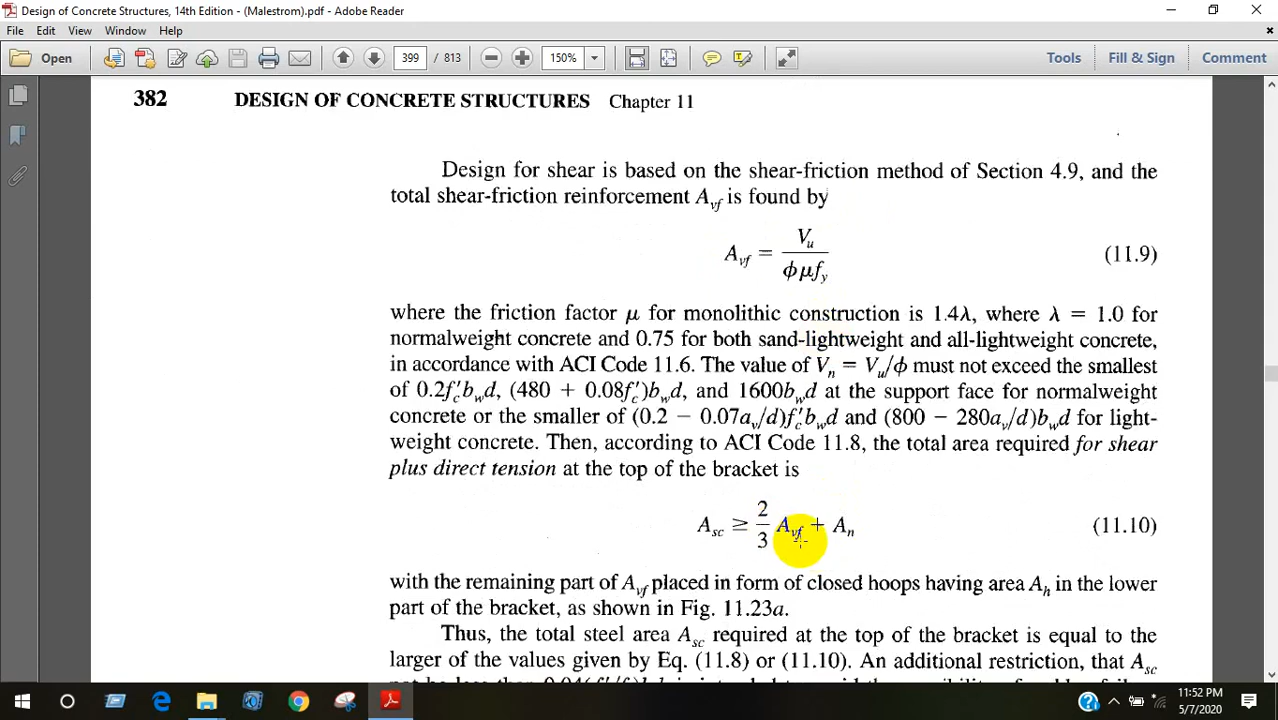 Design of Concrete Structures, 14th Edition - (Malestrom).pdf - Adobe Reader
File Edit View Window Help
Open 399 / 813 150% Tools Fill & Sign Comment
382 DESIGN OF CONCRETE STRUCTURES Chapter 11
Design for shear is based on the shear-friction method of Section 4.9, and the
total shear-friction reinforcement A_vf is found by
A_vf = V_u / ϕμf_y (11.9)
where the friction factor μ for monolithic construction is 1.4λ, where λ = 1.0 for
normalweight concrete and 0.75 for both sand-lightweight and all-lightweight concrete,
in accordance with ACI Code 11.6. The value of V_n = V_u/ϕ must not exceed the smallest
of 0.2f′_c b_w d, (480 + 0.08f′_c)b_w d, and 1600b_w d at the support face for normalweight
concrete or the smaller of (0.2 − 0.07a_v/d)f′_c b_w d and (800 − 280a_v/d)b_w d for light-
weight concrete. Then, according to ACI Code 11.8, the total area required for shear
plus direct tension at the top of the bracket is
A_sc ≥ 2/3 A_vf + A_n (11.10)
with the remaining part of A_vf placed in form of closed hoops having area A_h in the lower
part of the bracket, as shown in Fig. 11.23a.
Thus, the total steel area A_sc required at the top of the bracket is equal to the
larger of the values given by Eq. (11.8) or (11.10). An additional restriction, that A_sc
11:52 PM
5/7/2020